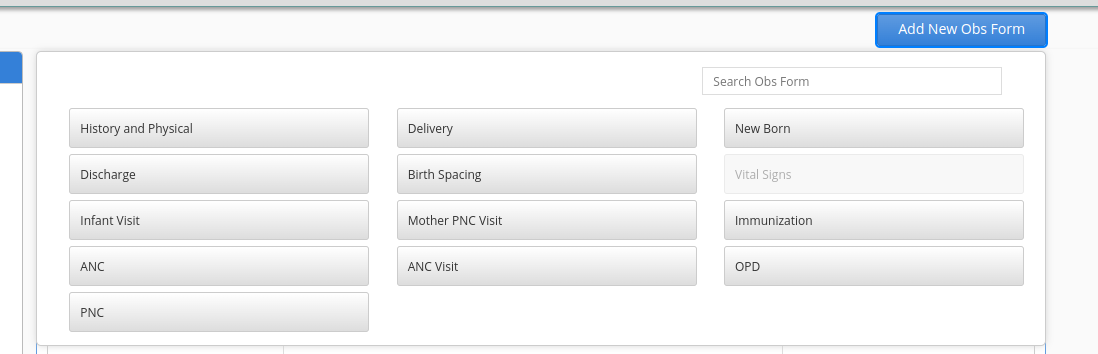 Add New Obs Form
Search Obs Form
History and Physical
Delivery
New Born
Discharge
Birth Spacing
Vital Signs
Infant Visit
Mother PNC Visit
Immunization
ANC
ANC Visit
OPD
PNC